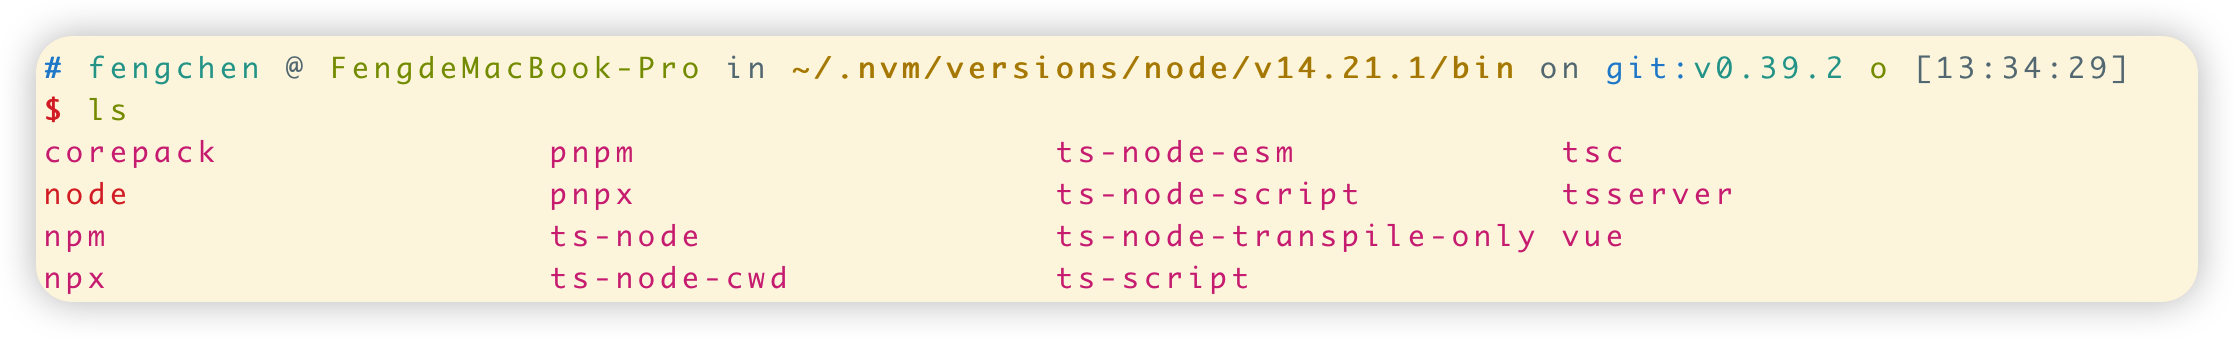 # fengchen @ FengdeMacBook-Pro in ~/.nvm/versions/node/v14.21.1/bin on git:v0.39.2 o [13:34:29]
$ ls
corepack pnpm ts-node-esm tsc
node pnpx ts-node-script tsserver
npm ts-node ts-node-transpile-only vue
npx ts-node-cwd ts-script